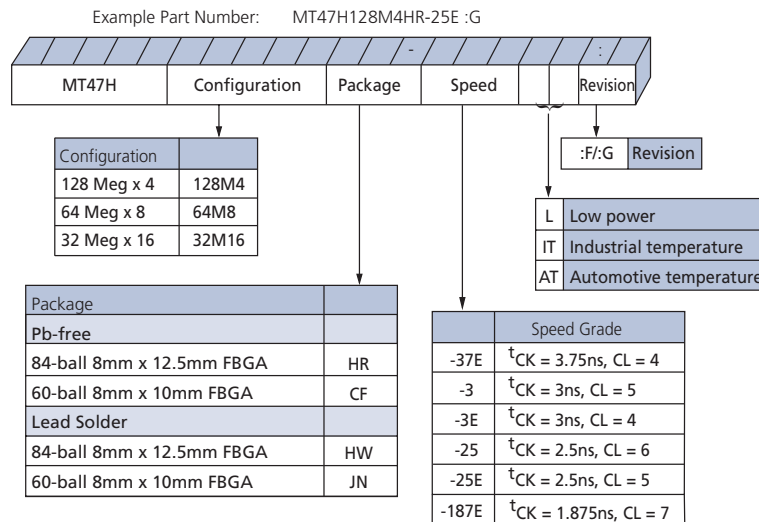 Example Part Number: MT47H128M4HR-25E :G
- :
MT47H Configuration Package Speed Revision
Configuration
128 Meg x 4 128M4
64 Meg x 8 64M8
32 Meg x 16 32M16
:F/:G Revision
L Low power
IT Industrial temperature
AT Automotive temperature
Package
Pb-free
84-ball 8mm x 12.5mm FBGA HR
60-ball 8mm x 10mm FBGA CF
Lead Solder
84-ball 8mm x 12.5mm FBGA HW
60-ball 8mm x 10mm FBGA JN
Speed Grade
-37E tCK = 3.75ns, CL = 4
-3 tCK = 3ns, CL = 5
-3E tCK = 3ns, CL = 4
-25 tCK = 2.5ns, CL = 6
-25E tCK = 2.5ns, CL = 5
-187E tCK = 1.875ns, CL = 7